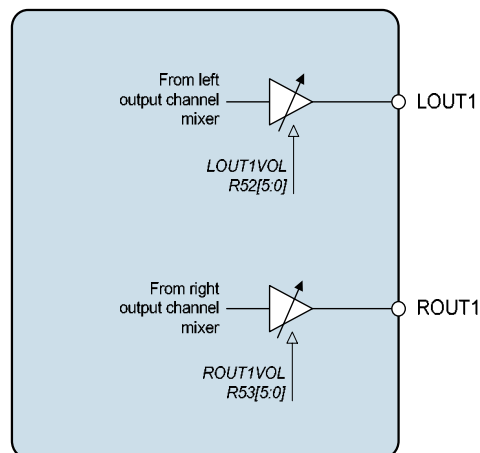 From left
output channel
mixer
LOUT1
LOUT1VOL
R52[5:0]
From right
output channel
mixer
ROUT1
ROUT1VOL
R53[5:0]